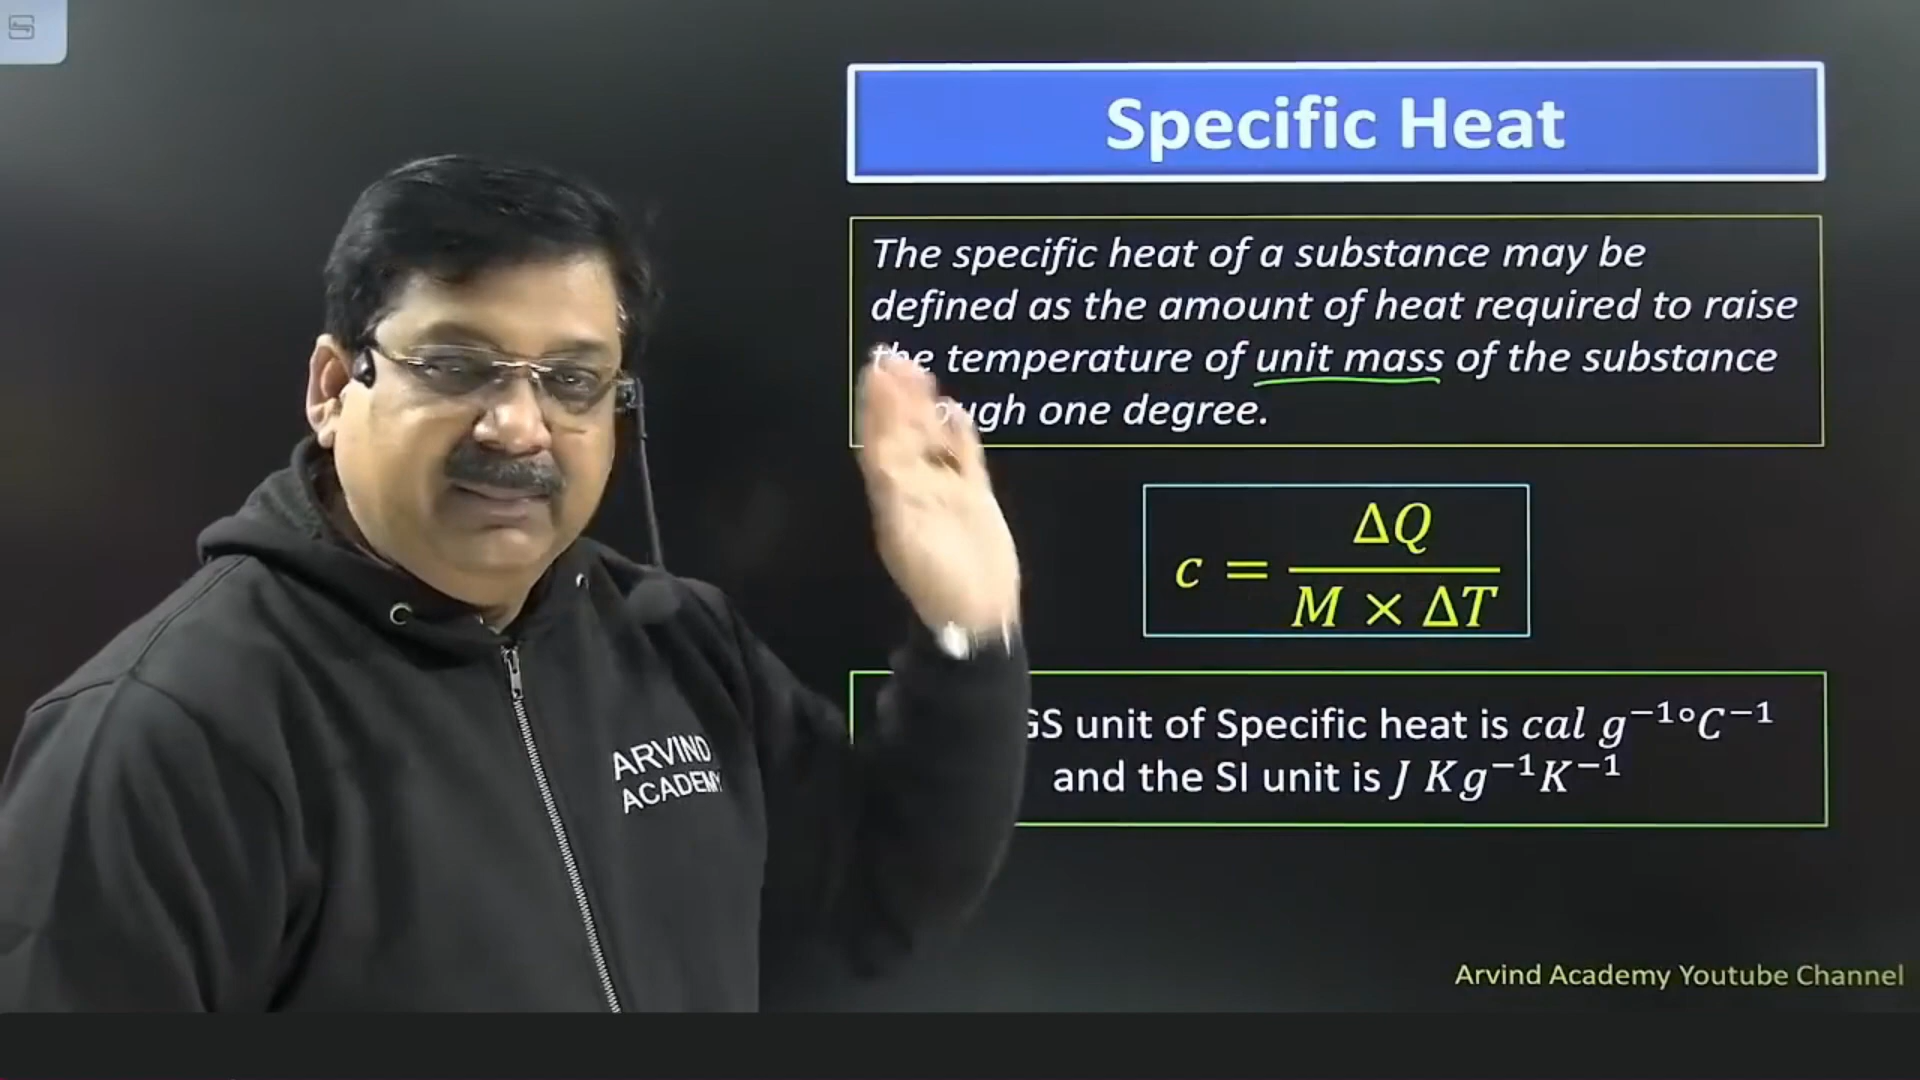 Specific Heat
The specific heat of a substance may be
defined as the amount of heat required to raise
the temperature of unit mass of the substance
one degree.
c = ΔQ / M × ΔT
unit of Specific heat is cal g⁻¹°C⁻¹
and the SI unit is J Kg⁻¹K⁻¹
ARVIND
ACADEMY
Arvind Academy Youtube Channel